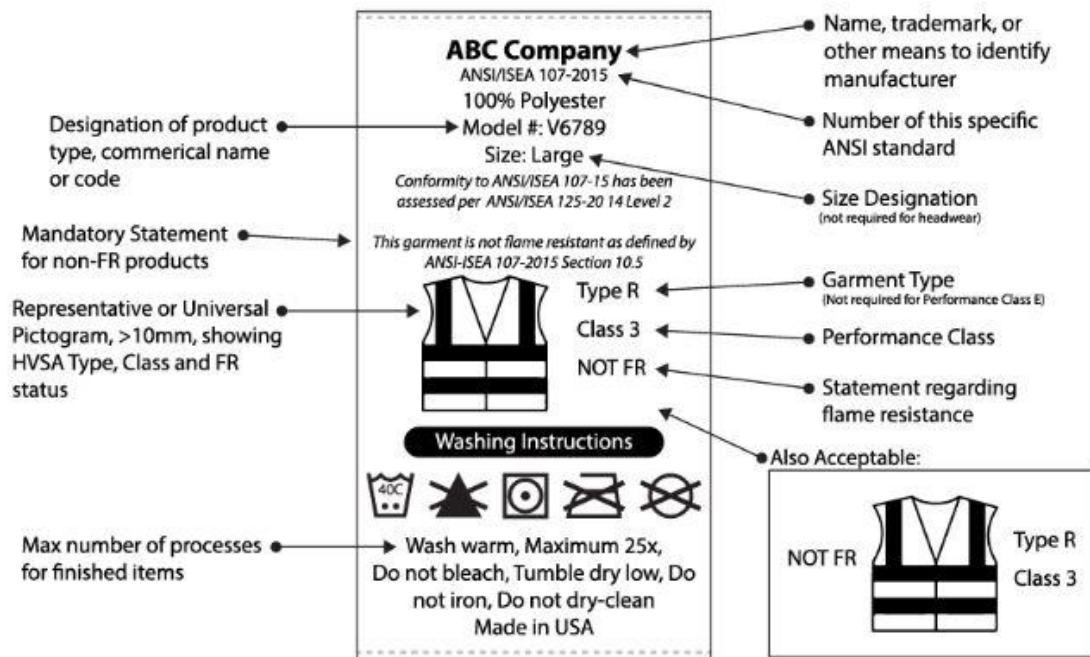 ABC Company
ANSI/ISEA 107-2015
100% Polyester
Model #: V6789
Size: Large
Conformity to ANSI/ISEA 107-15 has been
assessed per ANSI/ISEA 125-20 14 Level 2
This garment is not flame resistant as defined by
ANSI-ISEA 107-2015 Section 10.5
Type R
Class 3
NOT FR
Washing Instructions
40C
Wash warm, Maximum 25x,
Do not bleach, Tumble dry low, Do
not iron, Do not dry-clean
Made in USA
Designation of product
type, commerical name
or code
Mandatory Statement
for non-FR products
Representative or Universal
Pictogram, >10mm, showing
HVSA Type, Class and FR
status
Max number of processes
for finished items
Name, trademark, or
other means to identify
manufacturer
Number of this specific
ANSI standard
Size Designation
(not required for headwear)
Garment Type
(Not required for Performance Class E)
Performance Class
Statement regarding
flame resistance
Also Acceptable:
NOT FR
Type R
Class 3